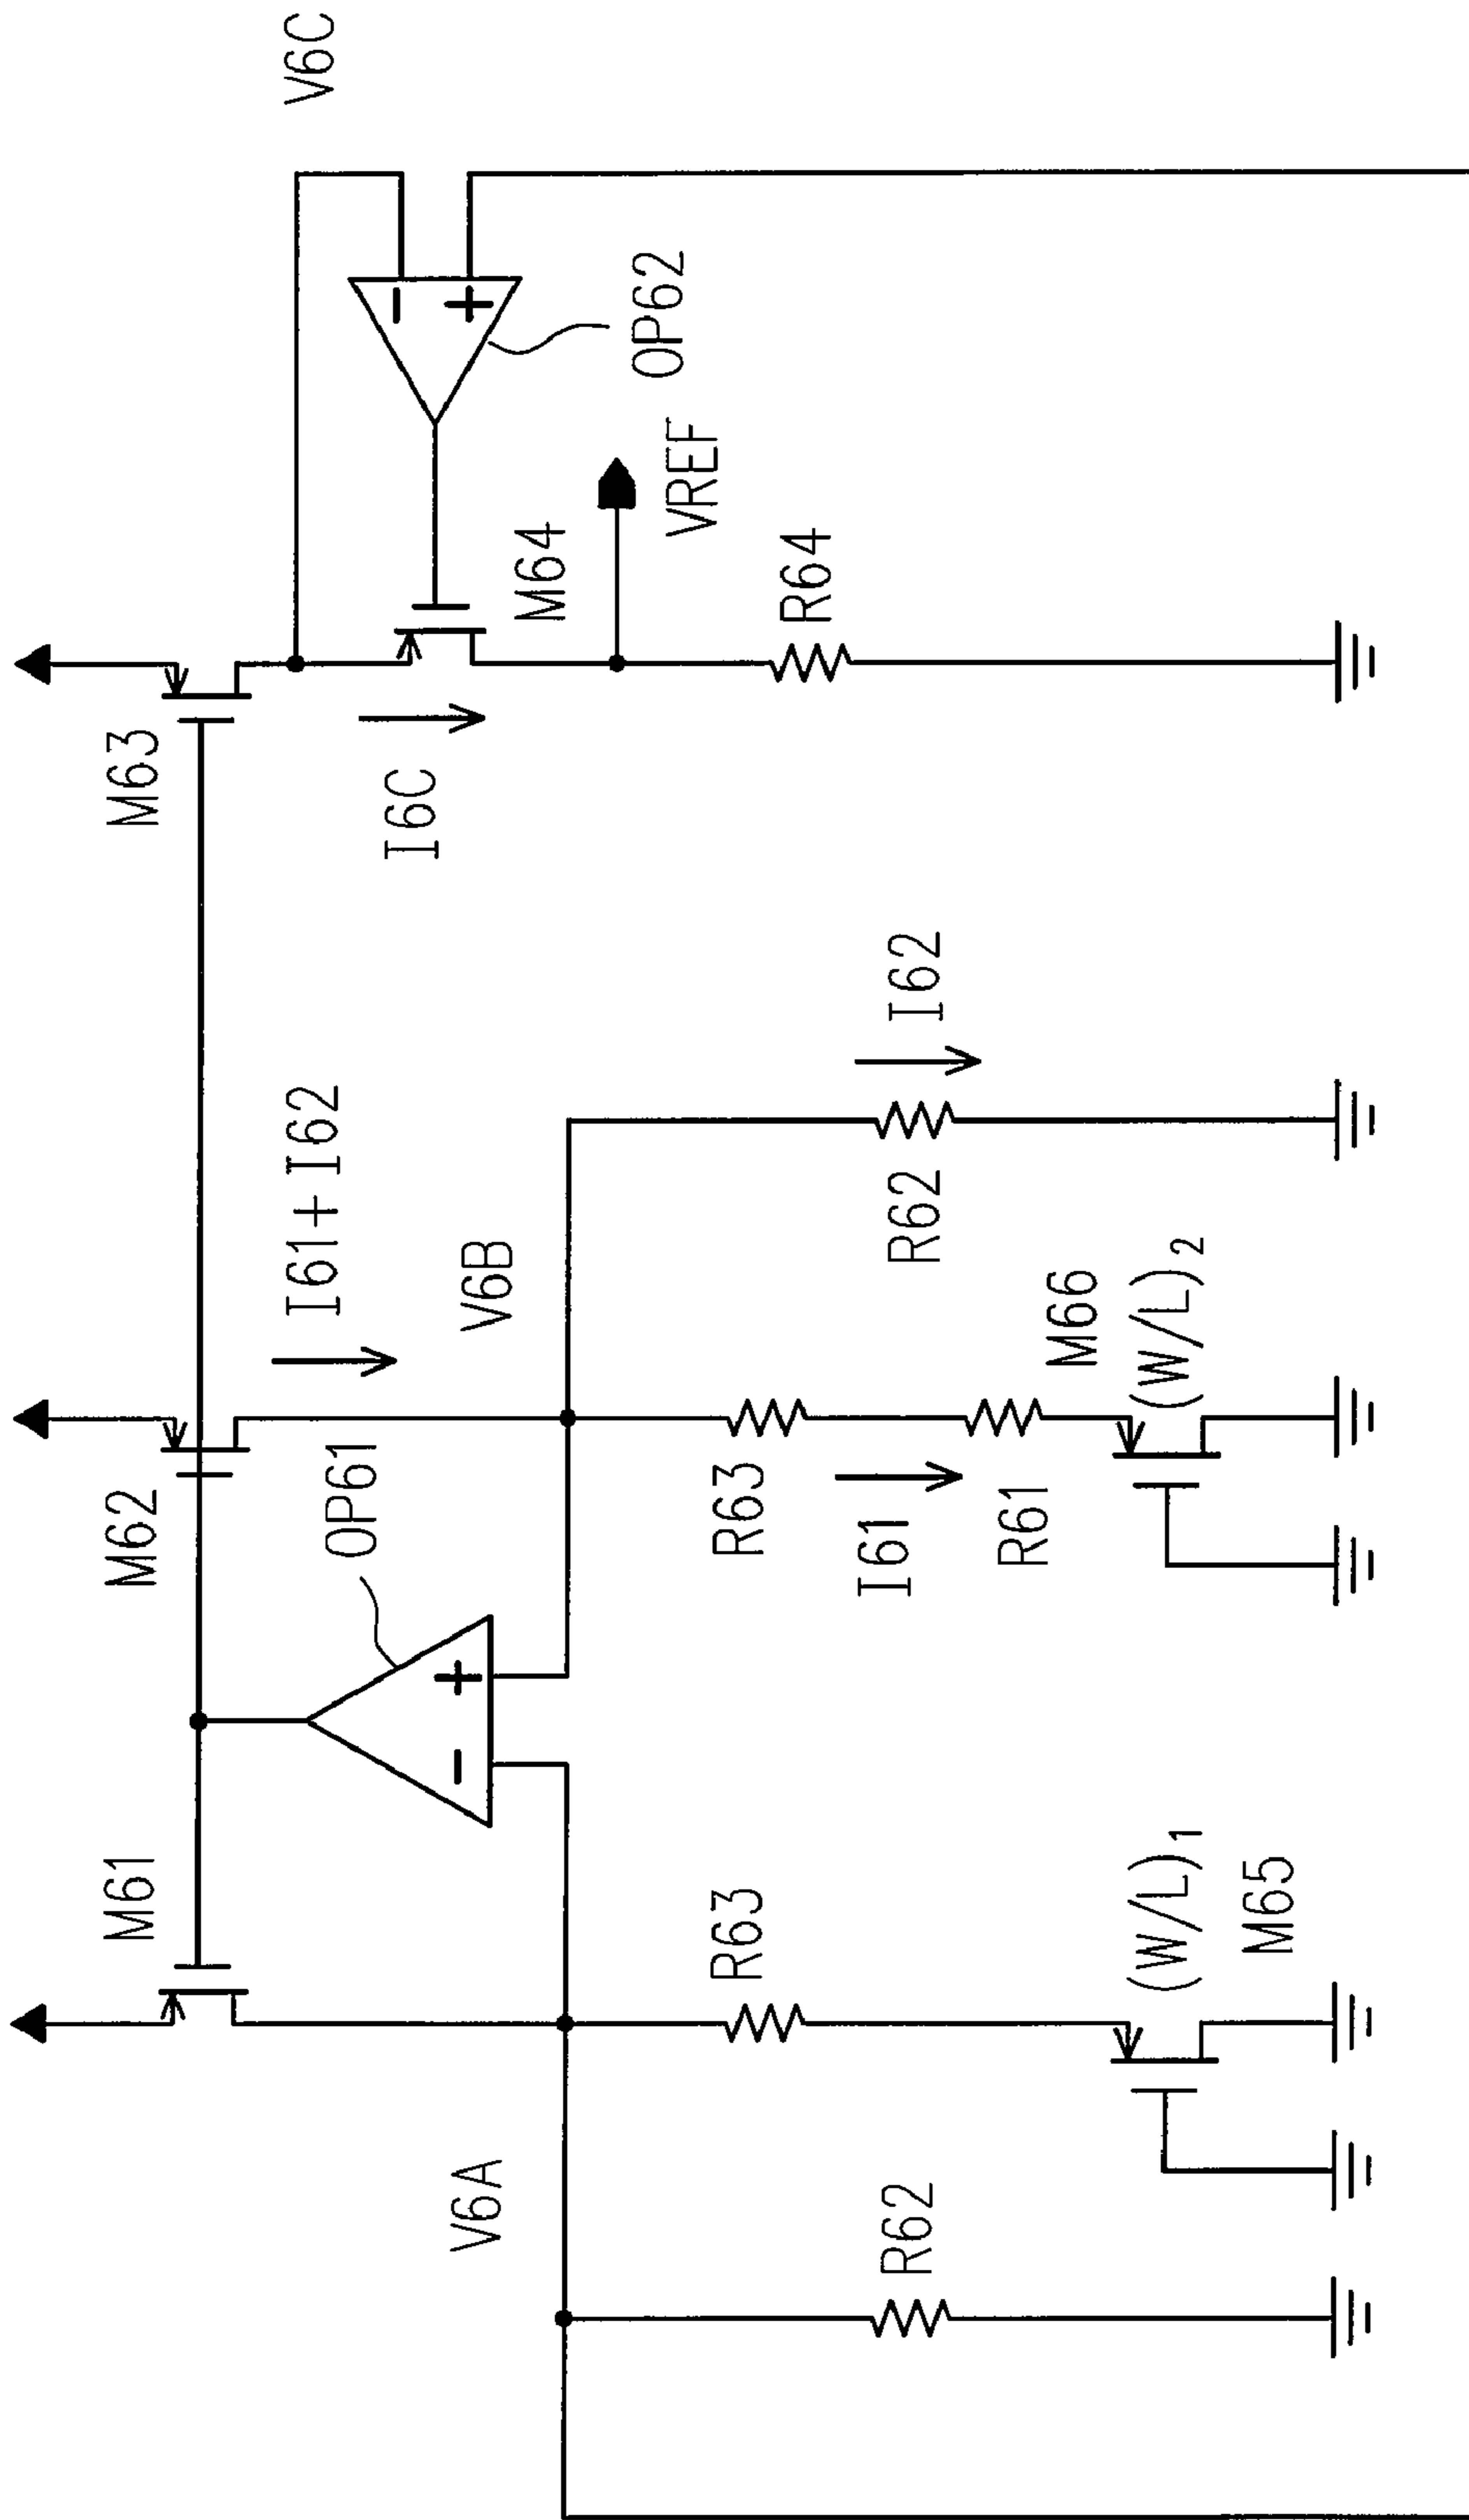 M61
M62
M63
V6C
OP61
I61+I62
I6C
OP62
M64
VREF
V6A
V6B
R63
R63
R64
R62
I61
R62
I62
R61
(W/L)1
M65
M66
(W/L)2